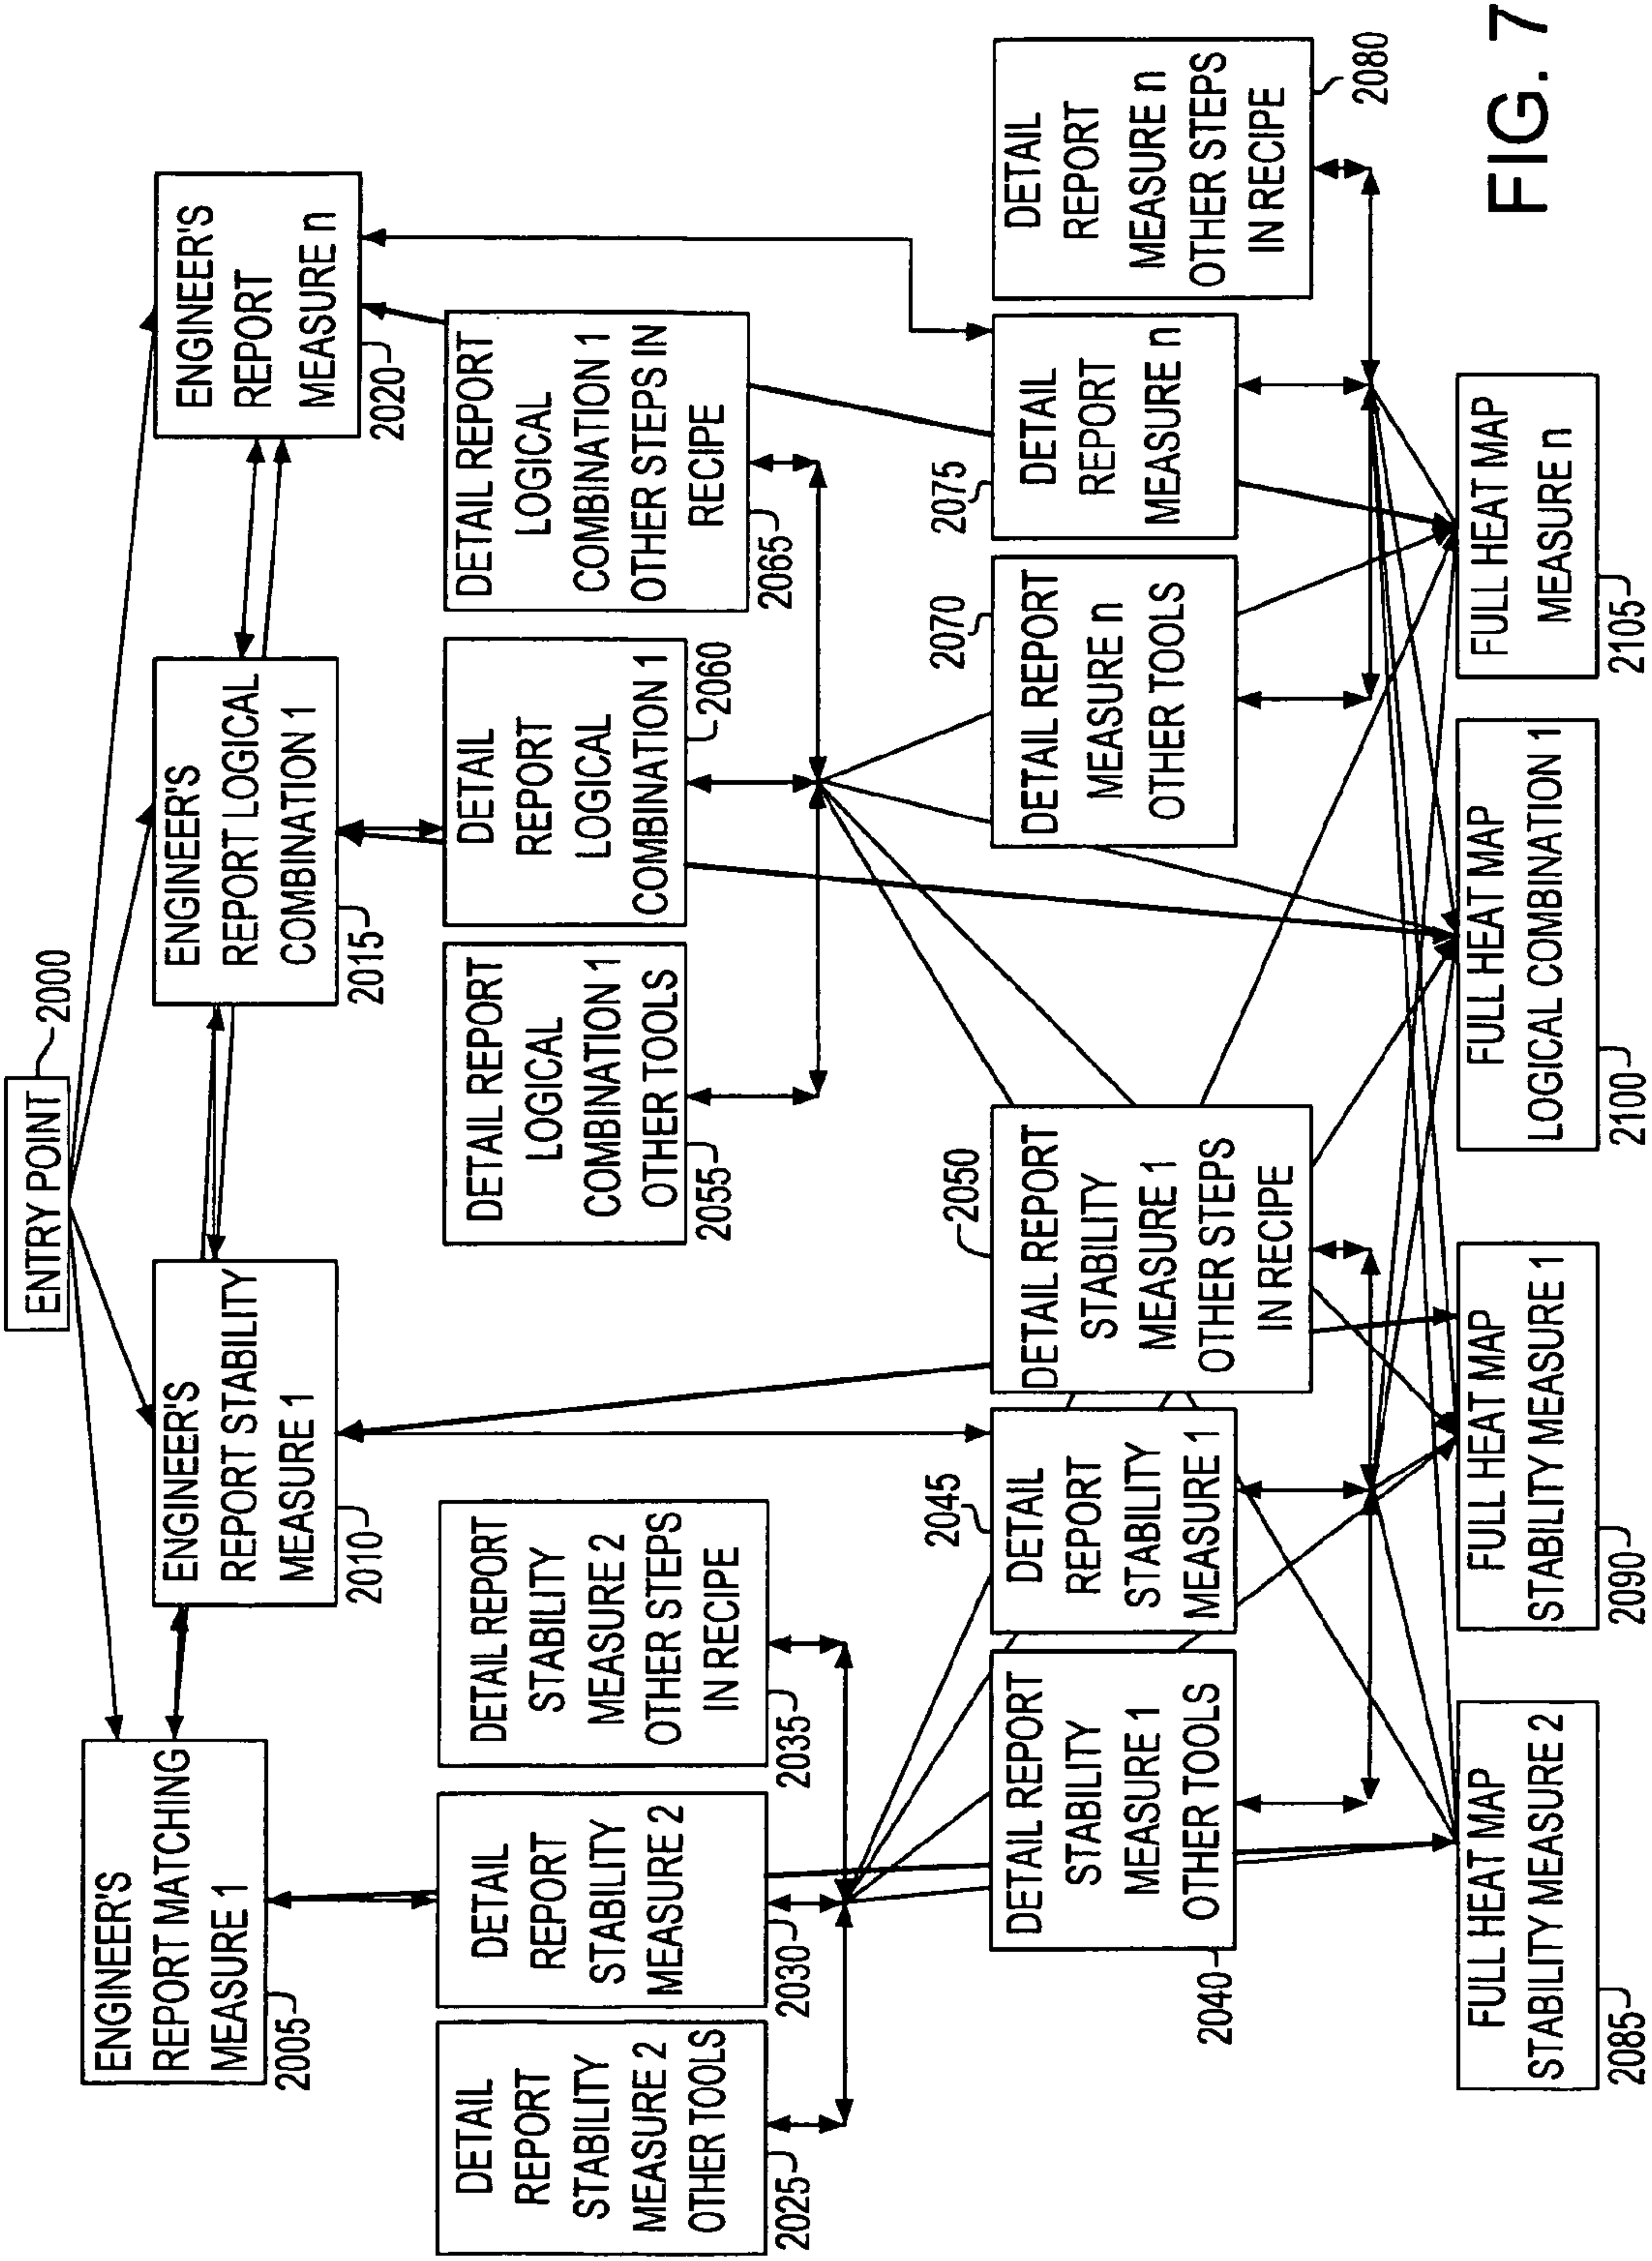 ENTRY POINT
2000
ENGINEER'S
REPORT MATCHING
MEASURE 1
2005
ENGINEER'S
REPORT STABILITY
MEASURE 1
2010
ENGINEER'S
REPORT LOGICAL
COMBINATION 1
2015
ENGINEER'S
REPORT
MEASURE n
2020
DETAIL
REPORT
STABILITY
MEASURE 2
OTHER TOOLS
2025
DETAIL
REPORT
STABILITY
MEASURE 2
2030
DETAIL REPORT
STABILITY
MEASURE 2
OTHER STEPS
IN RECIPE
2035
DETAIL REPORT
LOGICAL
COMBINATION 1
OTHER TOOLS
2055
DETAIL
REPORT
LOGICAL
COMBINATION 1
2060
DETAIL REPORT
LOGICAL
COMBINATION 1
OTHER STEPS IN
RECIPE
2065
DETAIL REPORT
STABILITY
MEASURE 1
OTHER TOOLS
2040
DETAIL
REPORT
STABILITY
MEASURE 1
2045
DETAIL REPORT
STABILITY
MEASURE 1
OTHER STEPS
IN RECIPE
2050
DETAIL REPORT
MEASURE n
OTHER TOOLS
2070
DETAIL
REPORT
MEASURE n
2075
DETAIL
REPORT
MEASURE n
OTHER STEPS
IN RECIPE
2080
FULL HEAT MAP
STABILITY MEASURE 2
2085
FULL HEAT MAP
STABILITY MEASURE 1
2090
FULL HEAT MAP
LOGICAL COMBINATION 1
2100
FULL HEAT MAP
MEASURE n
2105
FIG. 7